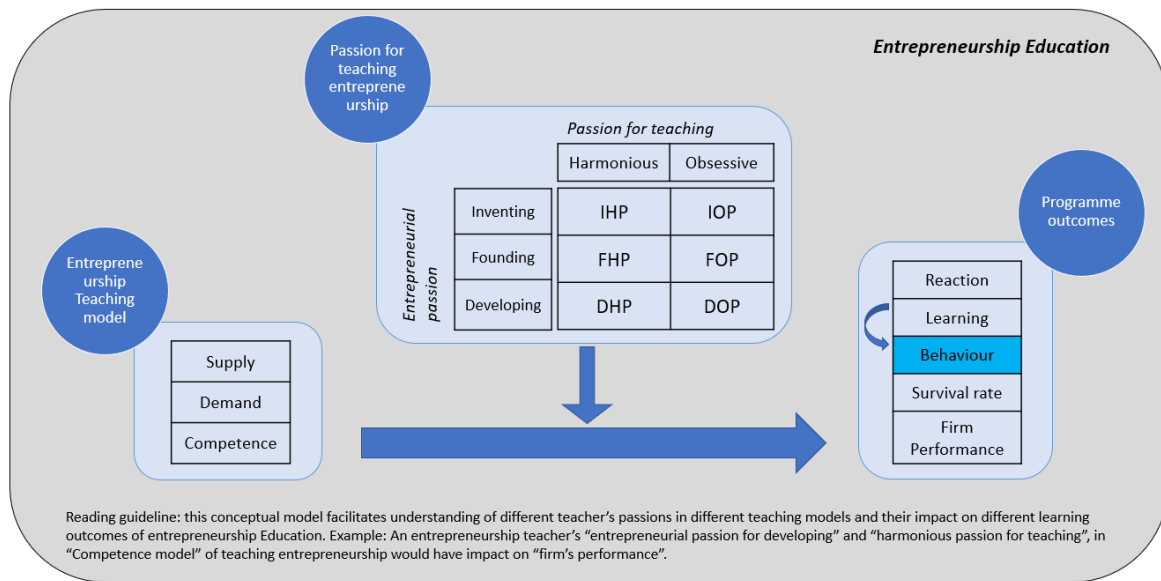 Entrepreneurship Education
Passion for
teaching
entreprene
urship
Passion for teaching
Harmonious
Obsessive
Entrepreneurial
passion
Inventing
IHP
IOP
Founding
FHP
FOP
Developing
DHP
DOP
Entreprene
urship
Teaching
model
Supply
Demand
Competence
Programme
outcomes
Reaction
Learning
Behaviour
Survival rate
Firm
Performance
Reading guideline: this conceptual model facilitates understanding of different teacher’s passions in different teaching models and their impact on different learning
outcomes of entrepreneurship Education. Example: An entrepreneurship teacher’s “entrepreneurial passion for developing” and “harmonious passion for teaching”, in
“Competence model” of teaching entrepreneurship would have impact on “firm’s performance”.